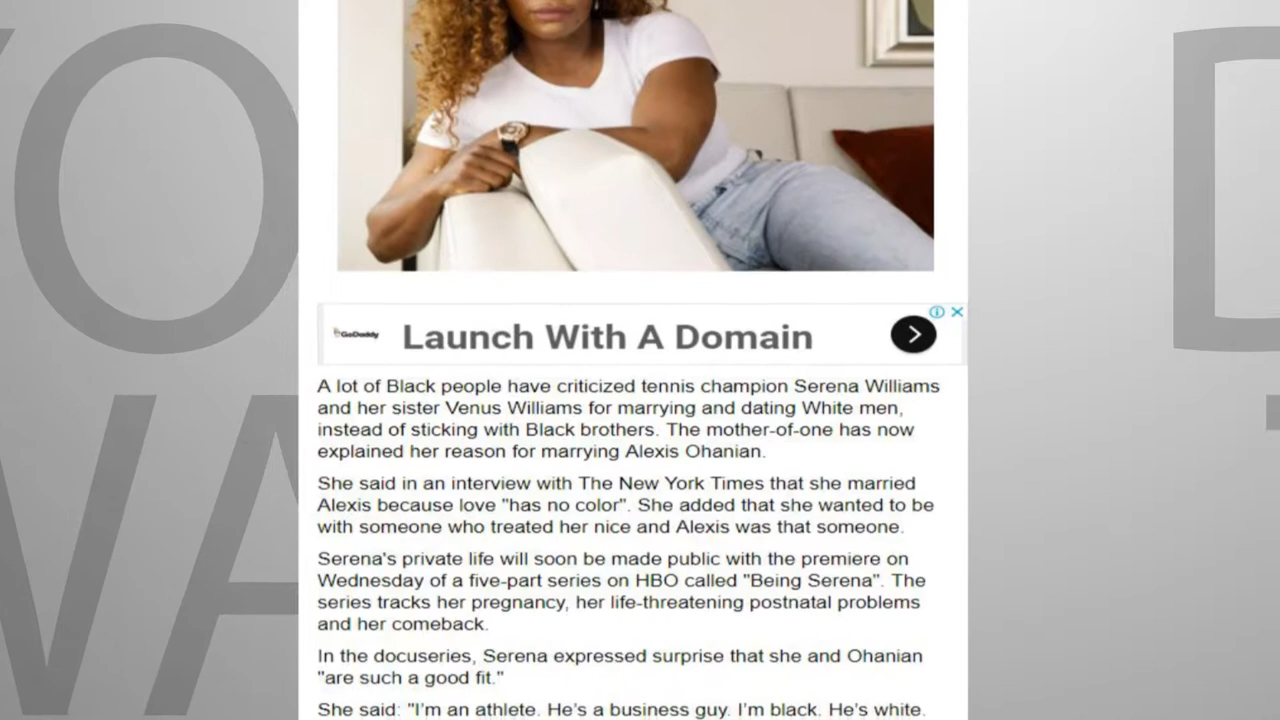 GoDaddy
Launch With A Domain
A lot of Black people have criticized tennis champion Serena Williams
and her sister Venus Williams for marrying and dating White men,
instead of sticking with Black brothers. The mother-of-one has now
explained her reason for marrying Alexis Ohanian.
She said in an interview with The New York Times that she married
Alexis because love "has no color". She added that she wanted to be
with someone who treated her nice and Alexis was that someone.
Serena's private life will soon be made public with the premiere on
Wednesday of a five-part series on HBO called "Being Serena". The
series tracks her pregnancy, her life-threatening postnatal problems
and her comeback.
In the docuseries, Serena expressed surprise that she and Ohanian
"are such a good fit."
She said: "I’m an athlete. He’s a business guy. I’m black. He’s white.